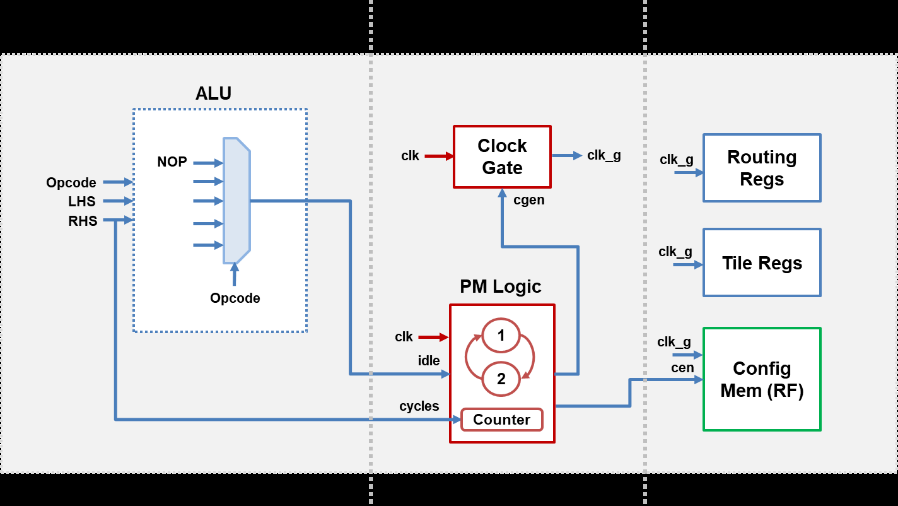 ALU
NOP
Opcode
LHS
RHS
Opcode
clk
Clock
Gate
clk_g
cgen
PM Logic
clk
1
idle
2
cycles
Counter
clk_g
Routing
Regs
clk_g
Tile Regs
clk_g
cen
Config
Mem (RF)